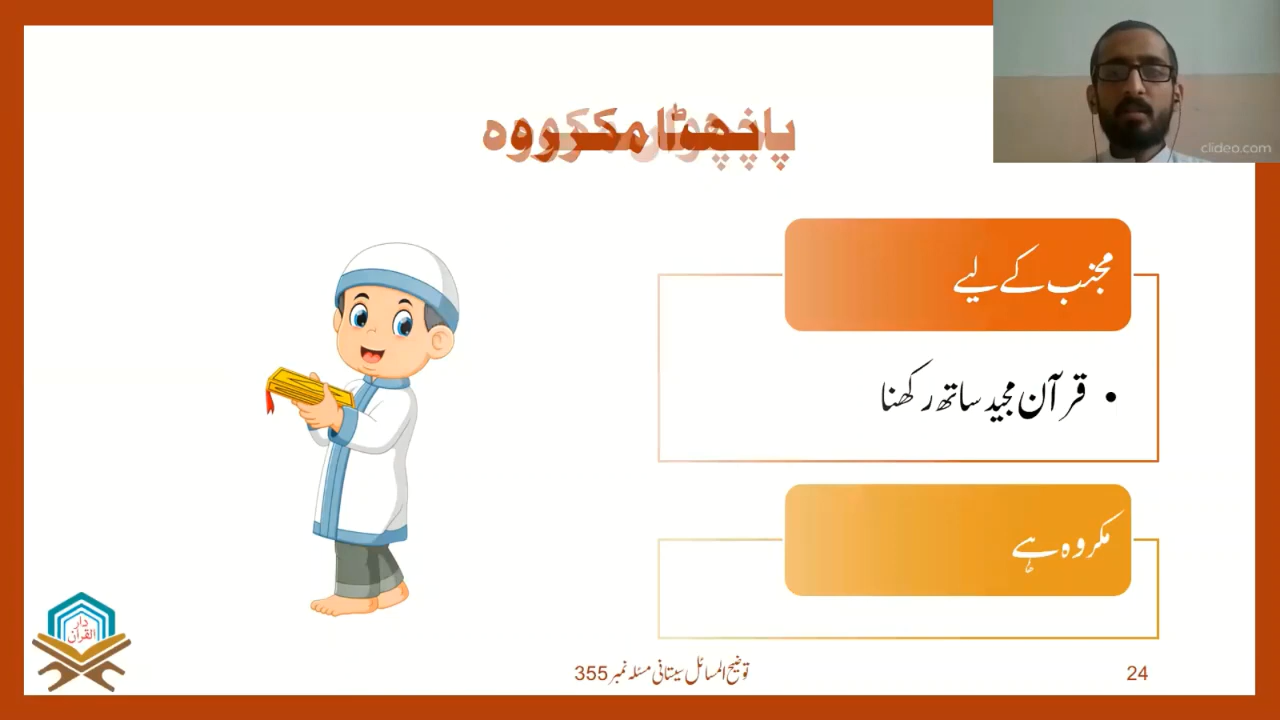 clideo.com
مکروہ
مجنب کے لیے
• قرآن مجید ساتھ رکھنا
مکروہ ہے
دار
القرآن
توضیح المسائل سیستانی مسئلہ نمبر 355
24